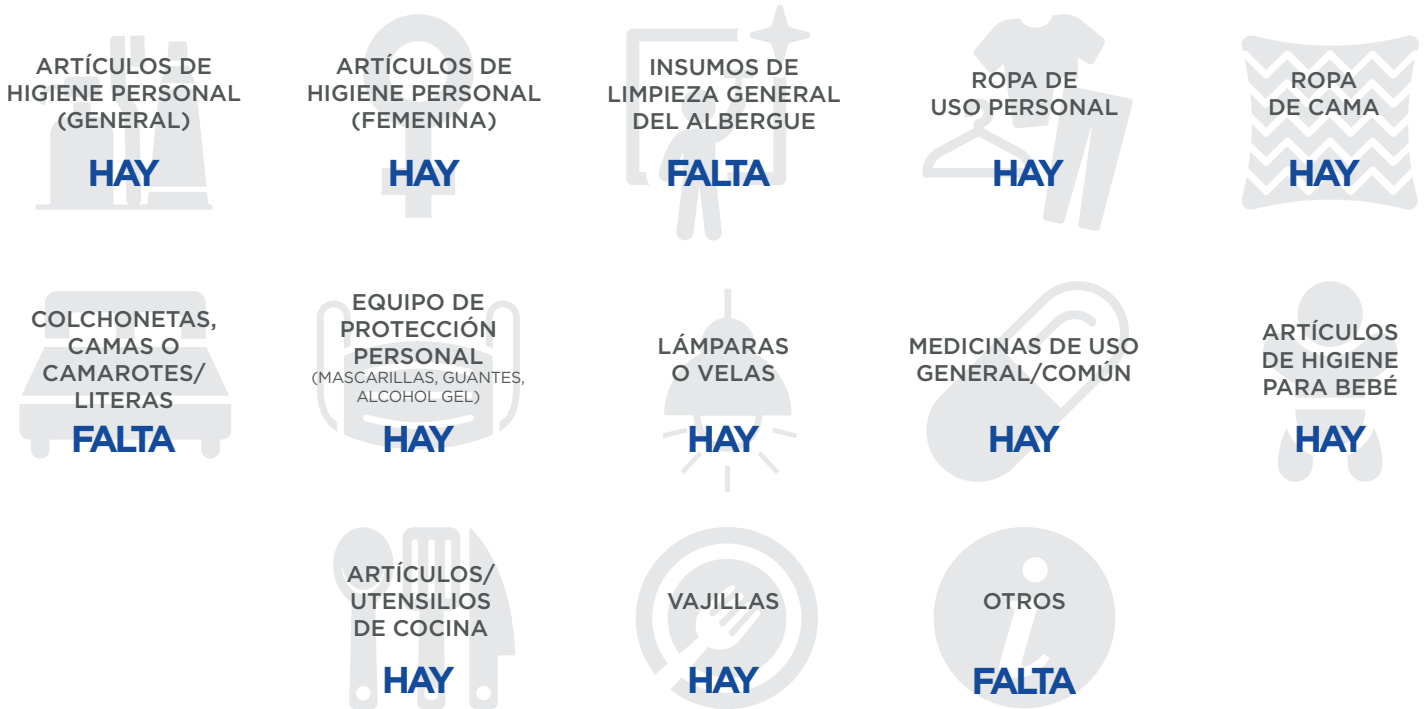 ARTÍCULOS DE
HIGIENE PERSONAL
(GENERAL)
HAY
ARTÍCULOS DE
HIGIENE PERSONAL
(FEMENINA)
HAY
INSUMOS DE
LIMPIEZA GENERAL
DEL ALBERGUE
FALTA
ROPA DE
USO PERSONAL
HAY
ROPA
DE CAMA
HAY
COLCHONETAS,
CAMAS O
CAMAROTES/
LITERAS
FALTA
EQUIPO DE
PROTECCIÓN
PERSONAL
(MASCARILLAS, GUANTES,
ALCOHOL GEL)
HAY
LÁMPARAS
O VELAS
HAY
MEDICINAS DE USO
GENERAL/COMÚN
HAY
ARTÍCULOS
DE HIGIENE
PARA BEBÉ
HAY
ARTÍCULOS/
UTENSILIOS
DE COCINA
HAY
VAJILLAS
HAY
OTROS
FALTA